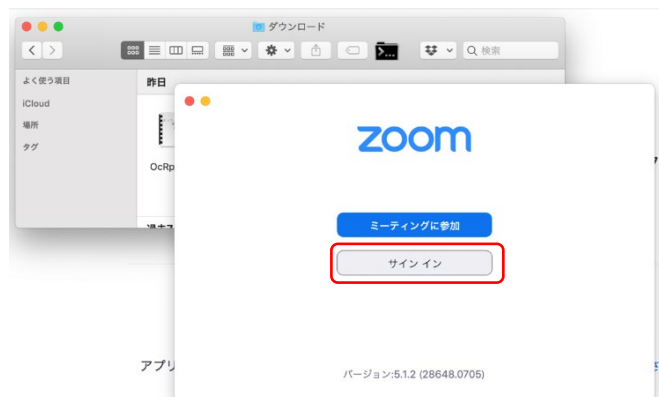 ダウンロード
検索
よく使う項目
iCloud
場所
タグ
昨日
OcRp
zoom
ミーティングに参加
サイン イン
アプリ
バージョン:5.1.2 (28648.0705)